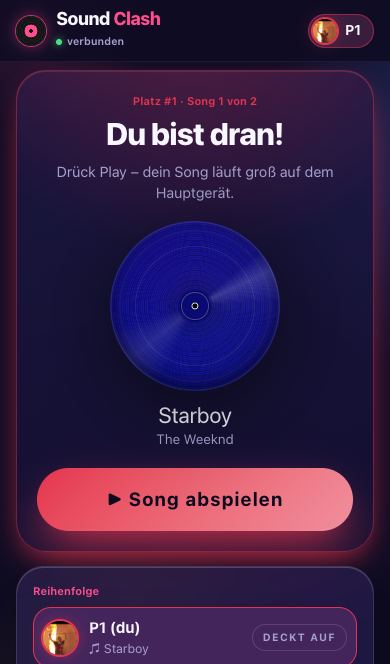 Sound Clash
verbunden
P1
Platz #1 · Song 1 von 2
Du bist dran!
Drück Play – dein Song läuft groß auf dem
Hauptgerät.
Starboy
The Weeknd
Song abspielen
Reihenfolge
P1 (du)
Starboy
DECKT AUF